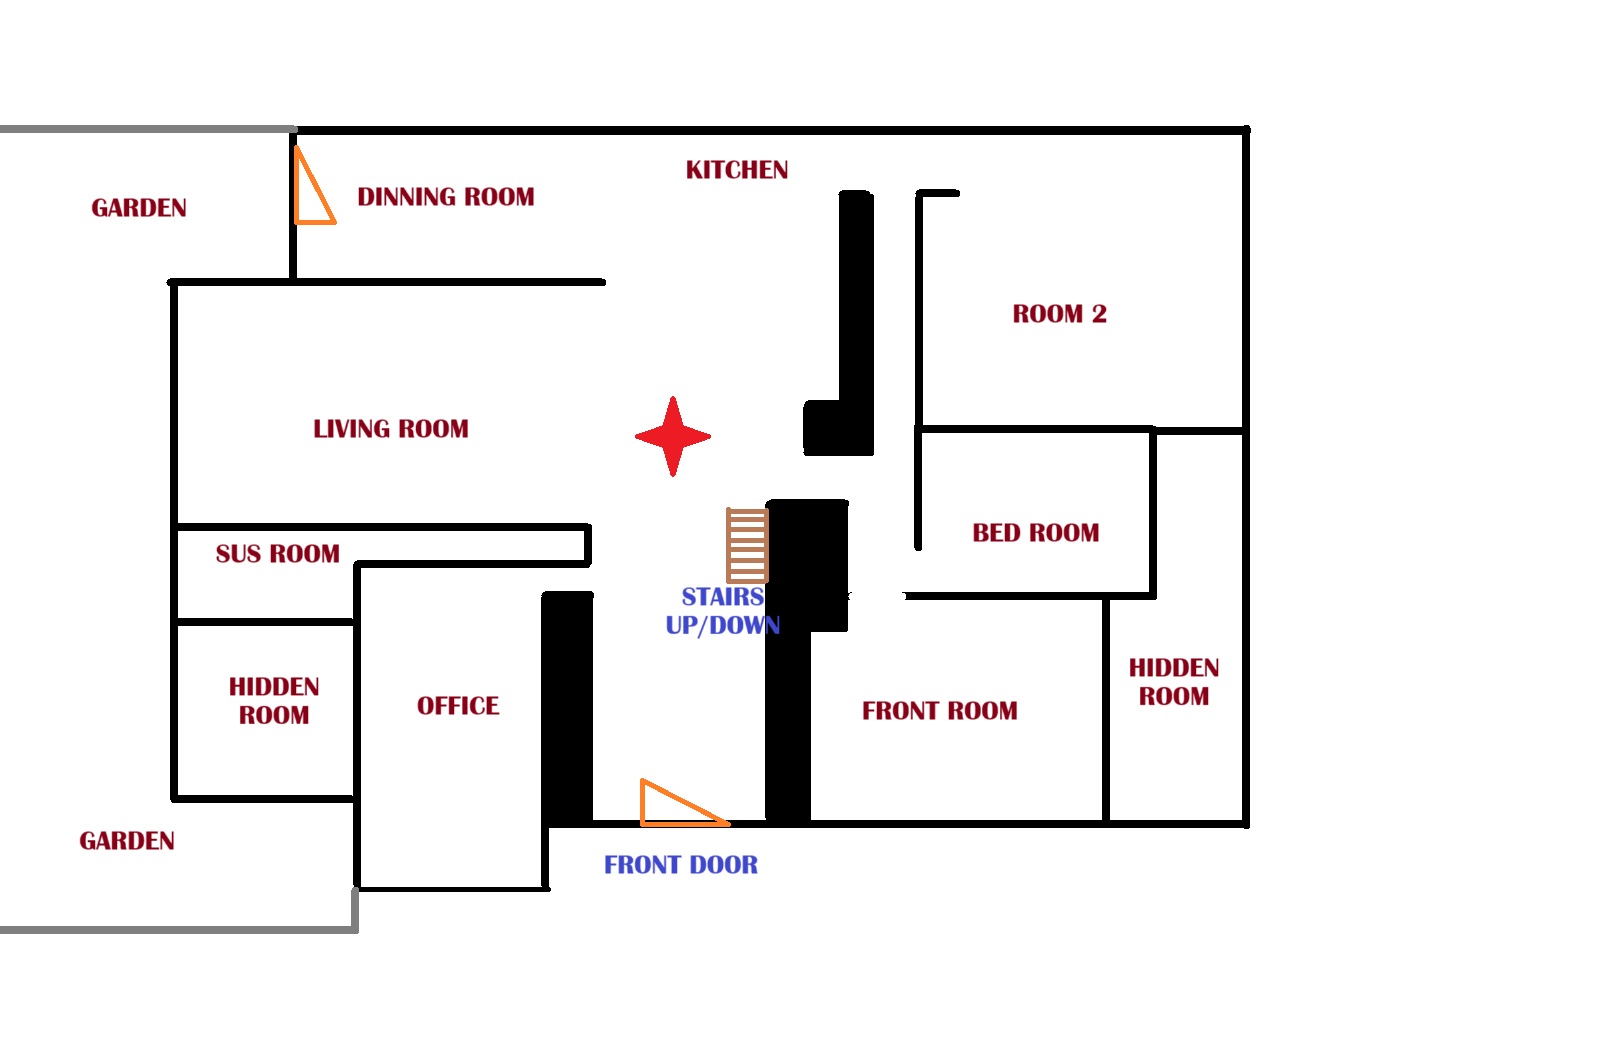 KITCHEN
DINNING ROOM
GARDEN
ROOM 2
LIVING ROOM
BED ROOM
SUS ROOM
STAIRS
UP/DOWN
HIDDEN
ROOM
HIDDEN
ROOM
OFFICE
FRONT ROOM
GARDEN
FRONT DOOR